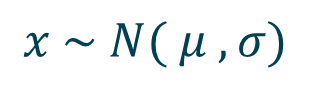 x ~ N( μ , σ)